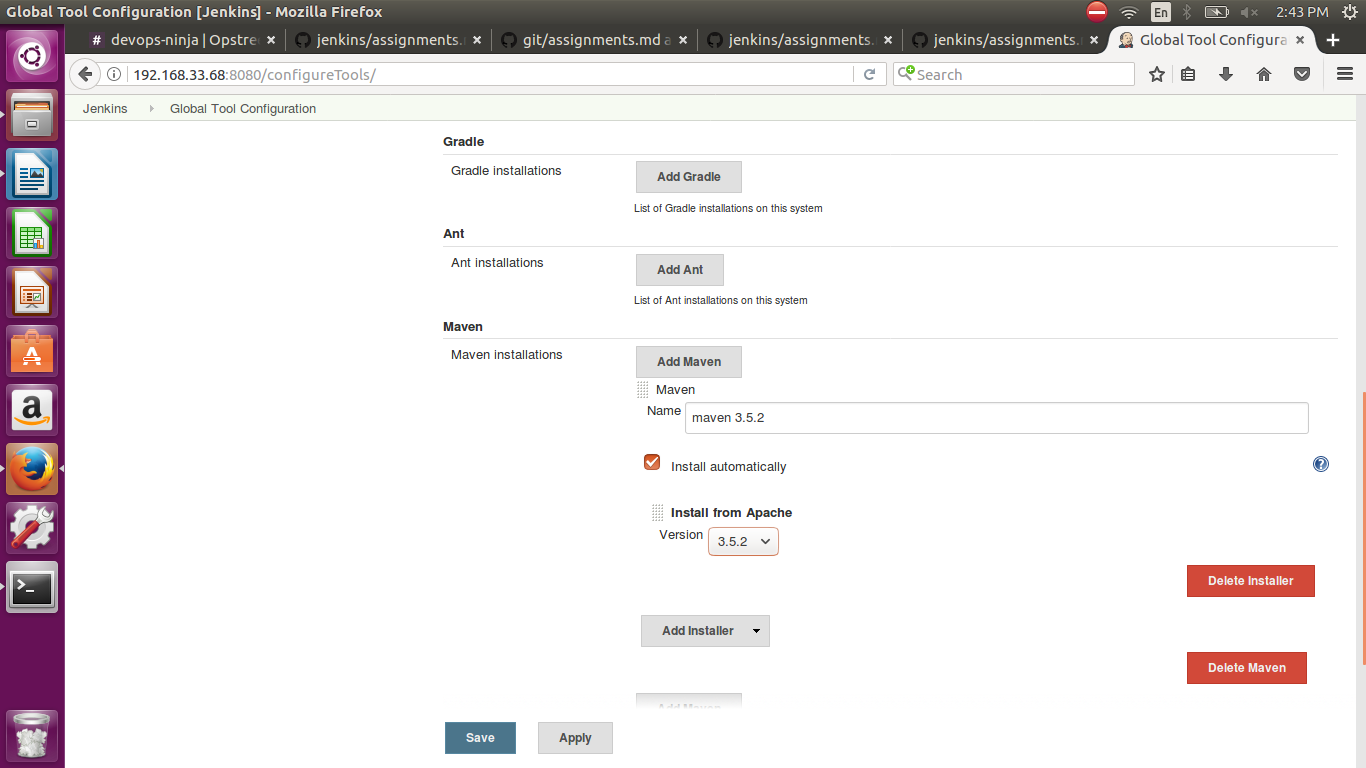 Global Tool Configuration [Jenkins] - Mozilla Firefox
En
2:43 PM
# devops-ninja | Opstre
jenkins/assignments.
git/assignments.md a
jenkins/assignments.
jenkins/assignments.
Global Tool Configura
192.168.33.68:8080/configureTools/
Search
Jenkins
Global Tool Configuration
Gradle
Gradle installations
Add Gradle
List of Gradle installations on this system
Ant
Ant installations
Add Ant
List of Ant installations on this system
Maven
Maven installations
Add Maven
Maven
Name
maven 3.5.2
Install automatically
Install from Apache
Version
3.5.2
Delete Installer
Add Installer
Delete Maven
Add Maven
Save
Apply